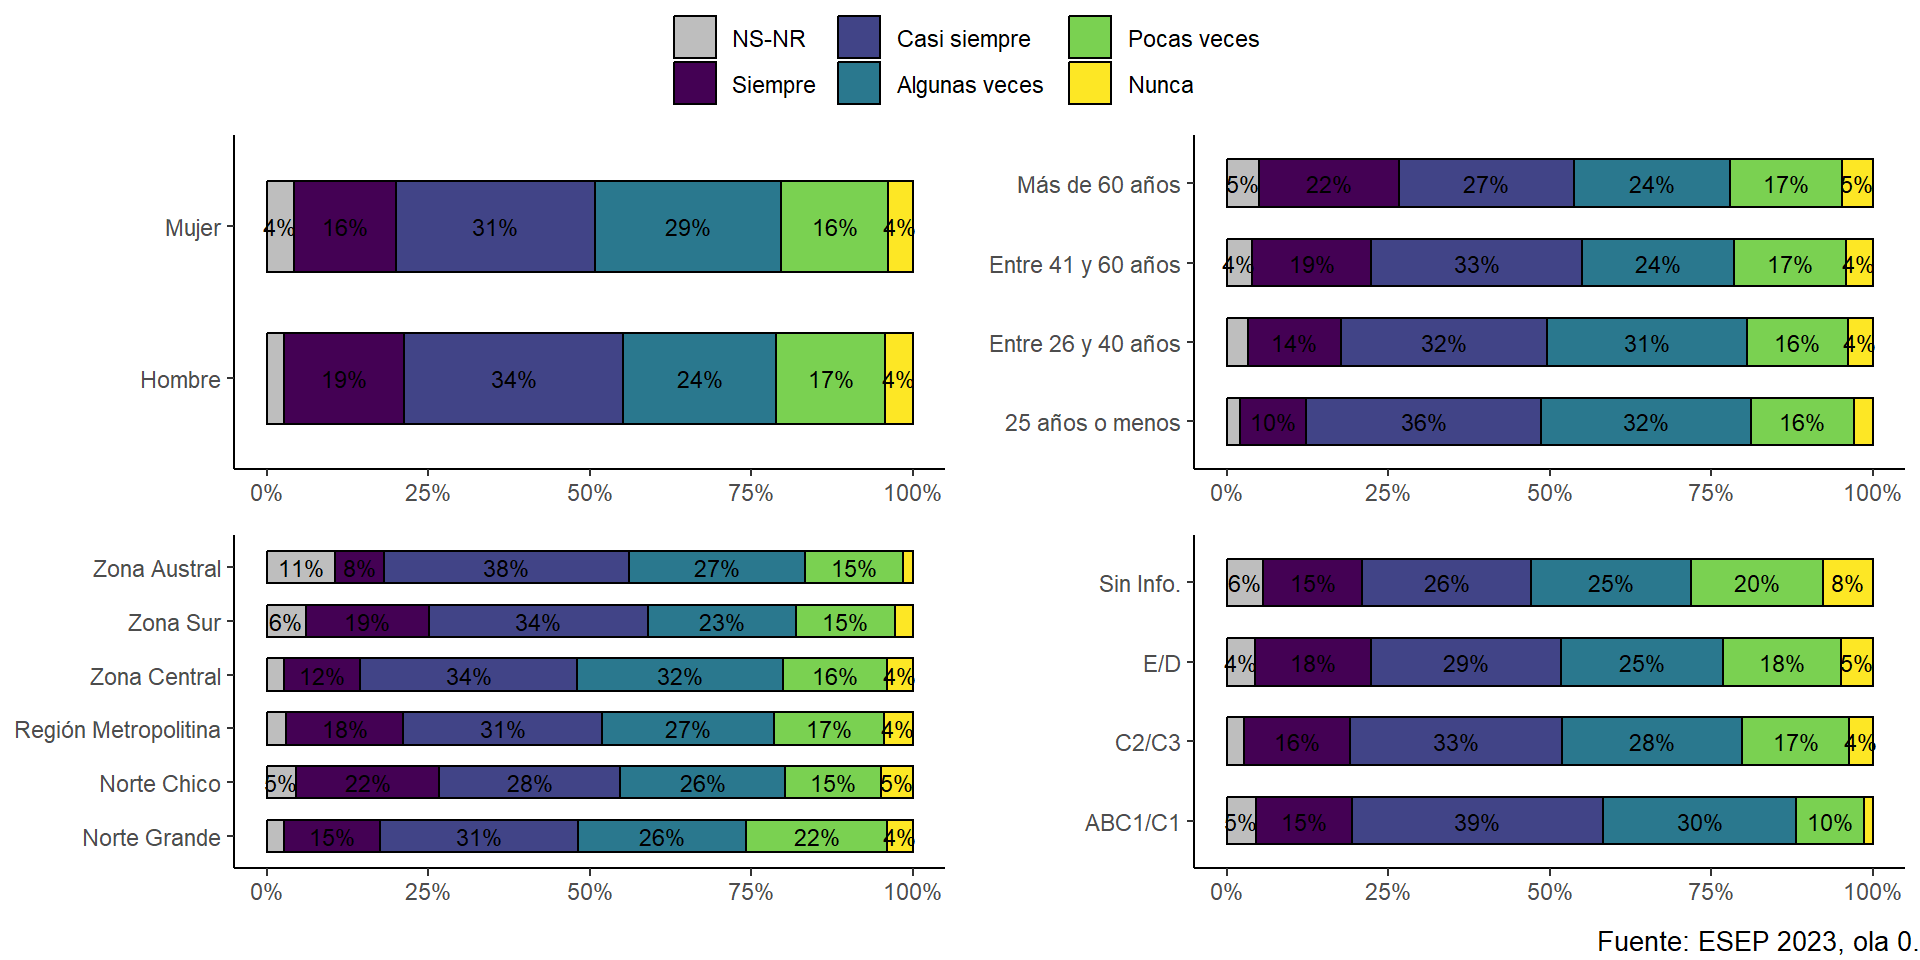 NS-NR Casi siempre Pocas veces
Siempre Algunas veces Nunca
Mujer 4% 16% 31% 29% 16% 4%
Hombre 19% 34% 24% 17% 4%
0% 25% 50% 75% 100%
Más de 60 años 5% 22% 27% 24% 17% 5%
Entre 41 y 60 años 4% 19% 33% 24% 17% 4%
Entre 26 y 40 años 14% 32% 31% 16% 4%
25 años o menos 10% 36% 32% 16%
0% 25% 50% 75% 100%
Zona Austral 11% 8% 38% 27% 15%
Zona Sur 6% 19% 34% 23% 15%
Zona Central 12% 34% 32% 16% 4%
Región Metropolitina 18% 31% 27% 17% 4%
Norte Chico 5% 22% 28% 26% 15% 5%
Norte Grande 15% 31% 26% 22% 4%
0% 25% 50% 75% 100%
Sin Info. 6% 15% 26% 25% 20% 8%
E/D 4% 18% 29% 25% 18% 5%
C2/C3 16% 33% 28% 17% 4%
ABC1/C1 5% 15% 39% 30% 10%
0% 25% 50% 75% 100%
Fuente: ESEP 2023, ola 0.